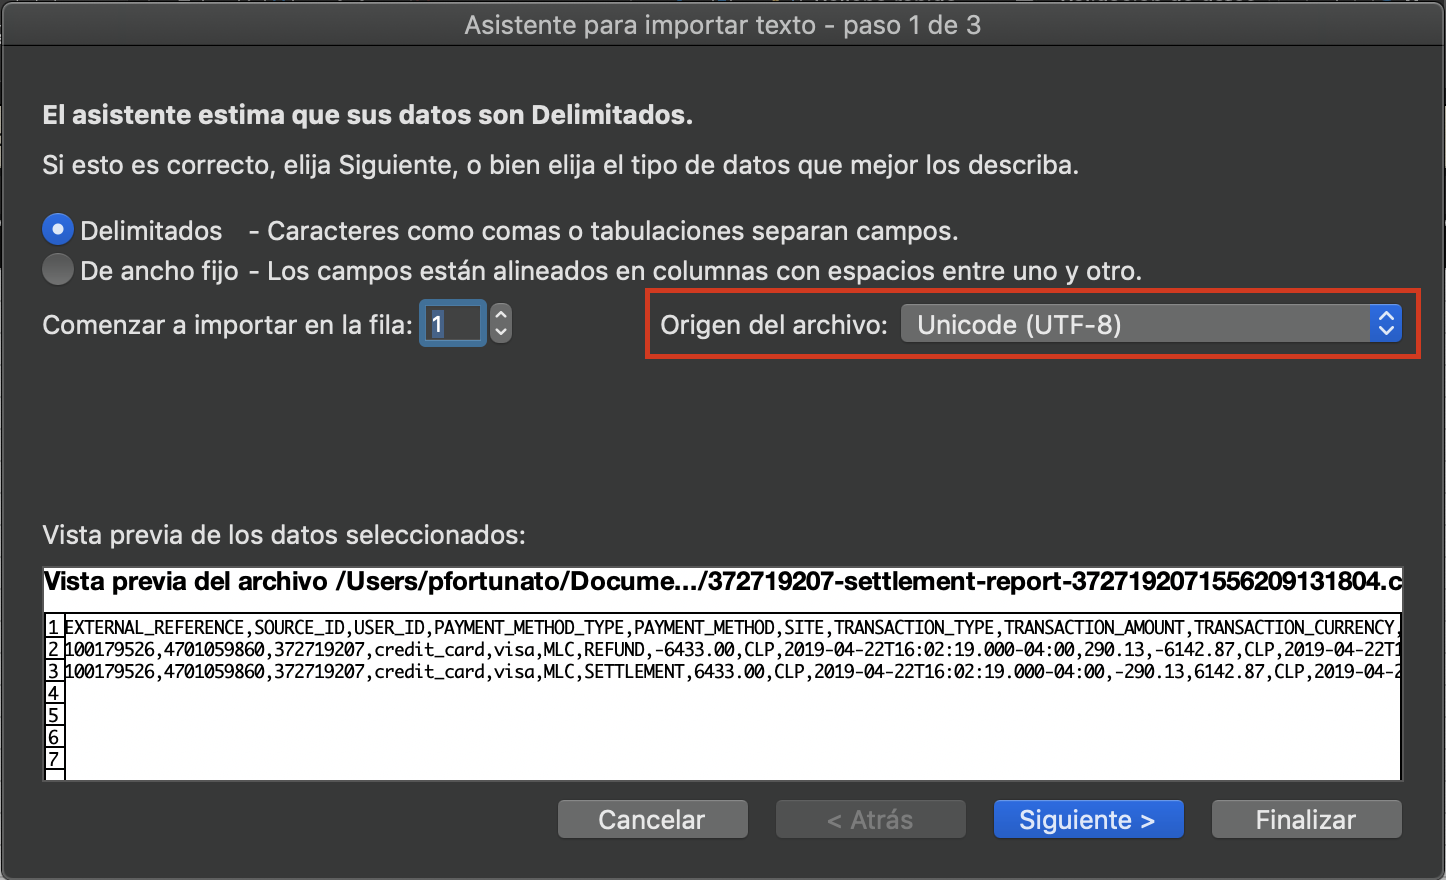 Asistente para importar texto - paso 1 de 3
El asistente estima que sus datos son Delimitados.
Si esto es correcto, elija Siguiente, o bien elija el tipo de datos que mejor los describa.
Delimitados - Caracteres como comas o tabulaciones separan campos.
De ancho fijo - Los campos están alineados en columnas con espacios entre uno y otro.
Comenzar a importar en la fila: 1 Origen del archivo: Unicode (UTF-8)
Vista previa de los datos seleccionados:
Vista previa del archivo /Users/pfortunato/Docume.../372719207-settlement-report-3727192071556209131804.c
1 EXTERNAL_REFERENCE,SOURCE_ID,USER_ID,PAYMENT_METHOD_TYPE,PAYMENT_METHOD,SITE,TRANSACTION_TYPE,TRANSACTION_AMOUNT,TRANSACTION_CURRENCY,
2 100179526,4701059860,372719207,credit_card,visa,MLC,REFUND,-6433.00,CLP,2019-04-22T16:02:19.000-04:00,290.13,-6142.87,CLP,2019-04-22T1
3 100179526,4701059860,372719207,credit_card,visa,MLC,SETTLEMENT,6433.00,CLP,2019-04-22T16:02:19.000-04:00,-290.13,6142.87,CLP,2019-04-2
4
5
6
7
Cancelar < Atrás Siguiente > Finalizar